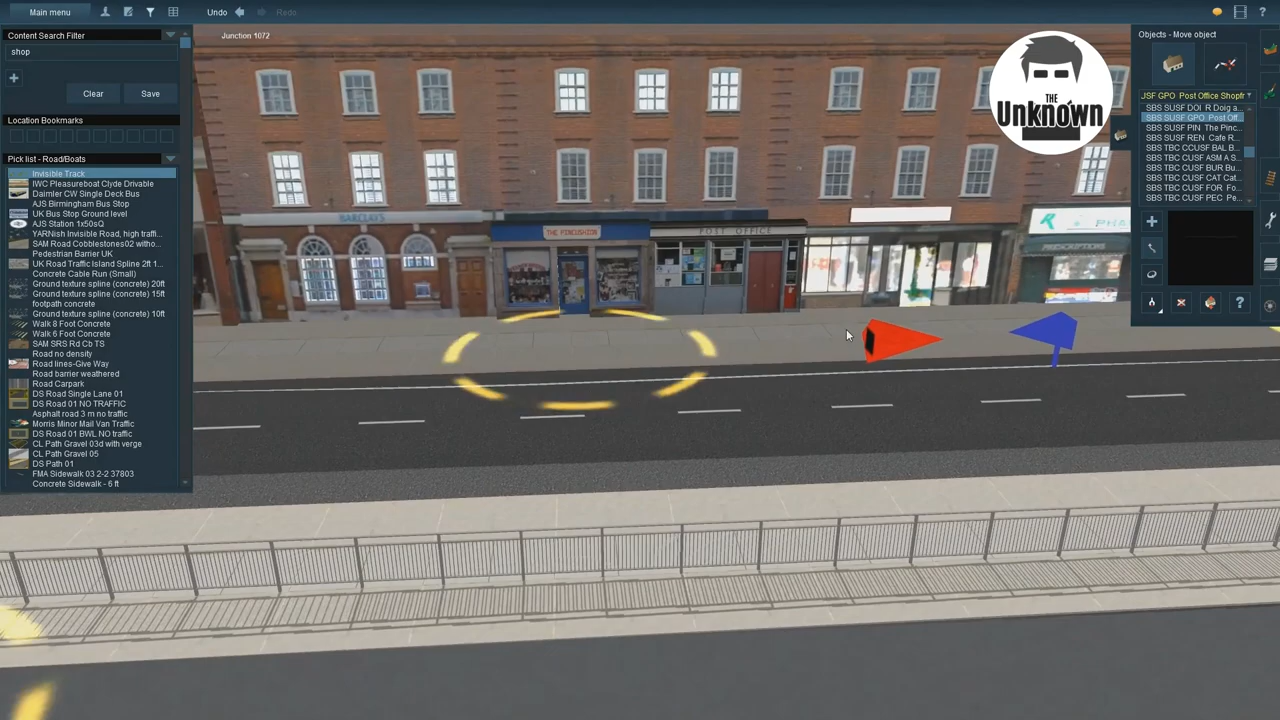 Main menu
Undo
Redo
Content Search Filter
shop
Clear
Save
Location Bookmarks
Pick list - Road/Boats
Invisible Track
IWC Pleasureboat Clyde Drivable
Daimler CW Single Deck Bus
AJS Birmingham Bus Stop
UK Bus Stop Ground level
AJS Station 1x50sQ
YARNish Invisible Road, high traffi...
SAM Road Cobblestones02 witho...
Pedestrian Barrier UK
UK Road Traffic Island Spline 2ft 1...
Concrete Cable Run (Small)
Ground texture spline (concrete) 20ft
Ground texture spline (concrete) 15ft
footpath concrete
Ground texture spline (concrete) 10ft
Walk 6 Foot Concrete
Walk 6 Foot Concrete
SAM SRS Rd Cb TS
Road no density
Road lines-Give Way
Road barrier weathered
Road Carpark
DS Road Single Lane 01
DS Road 01 NO TRAFFIC
Asphalt road 3 m no traffic
Morris Minor Mail Van Traffic
DS Road 01 BWL NO traffic
CL Path Gravel 03d with verge
CL Path Gravel 05
DS Path 01
FMA Sidewalk 03 2-2 37803
Concrete Sidewalk - 6 ft
Junction 1072
BARCLAYS
THE PINCUSHION
POST OFFICE
PHA
PRESCRIPTIONS
THE
Unknown
Objects - Move object
USF GPO Post Office Shopfr
SBS SUSF DOI R Doig a...
SBS SUSF GPO Post Off...
SBS SUSF PIN The Pinc...
SBS SUSF REN Cafe R...
SBS TBC CCUSF BAL B...
SBS TBC CUSF ASM A S...
SBS TBC CUSF BUR Bu...
SBS TBC CUSF CAT Cat...
SBS TBC CUSF FOR Fo...
SBS TBC CUSF PEC Pe...